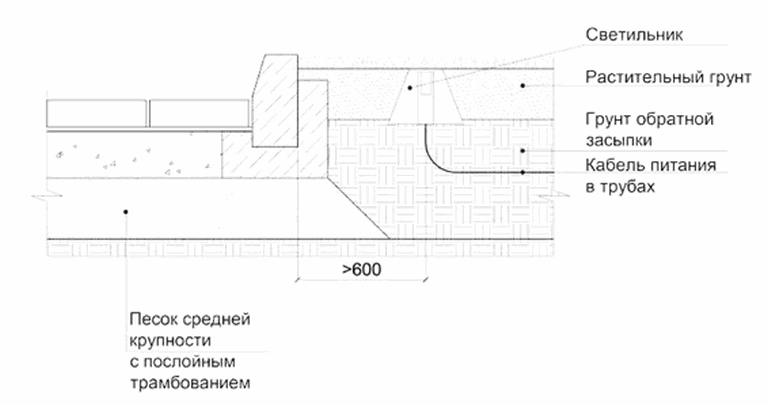 Светильник
Растительный грунт
Грунт обратной
засыпки
Кабель питания
в трубах
>600
Песок средней
крупности
с послойным
трамбованием